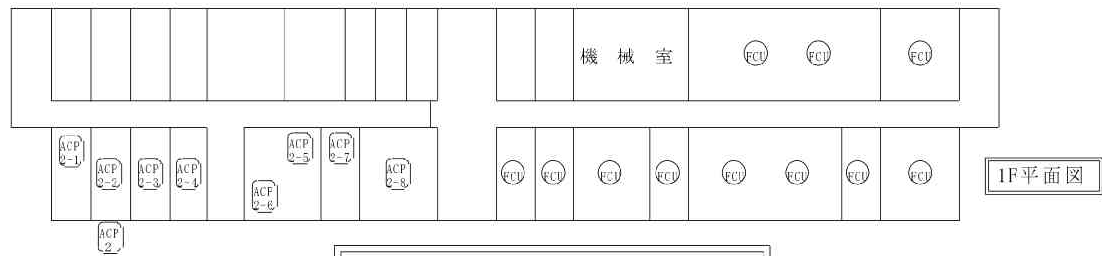 機械室
FCU
FCU
FCU
ACP
2-1
ACP
2-2
ACP
2-3
ACP
2-4
ACP
2-5
ACP
2-6
ACP
2-7
ACP
2-8
FCU
FCU
FCU
FCU
FCU
FCU
FCU
FCU
1F平面図
ACP
2